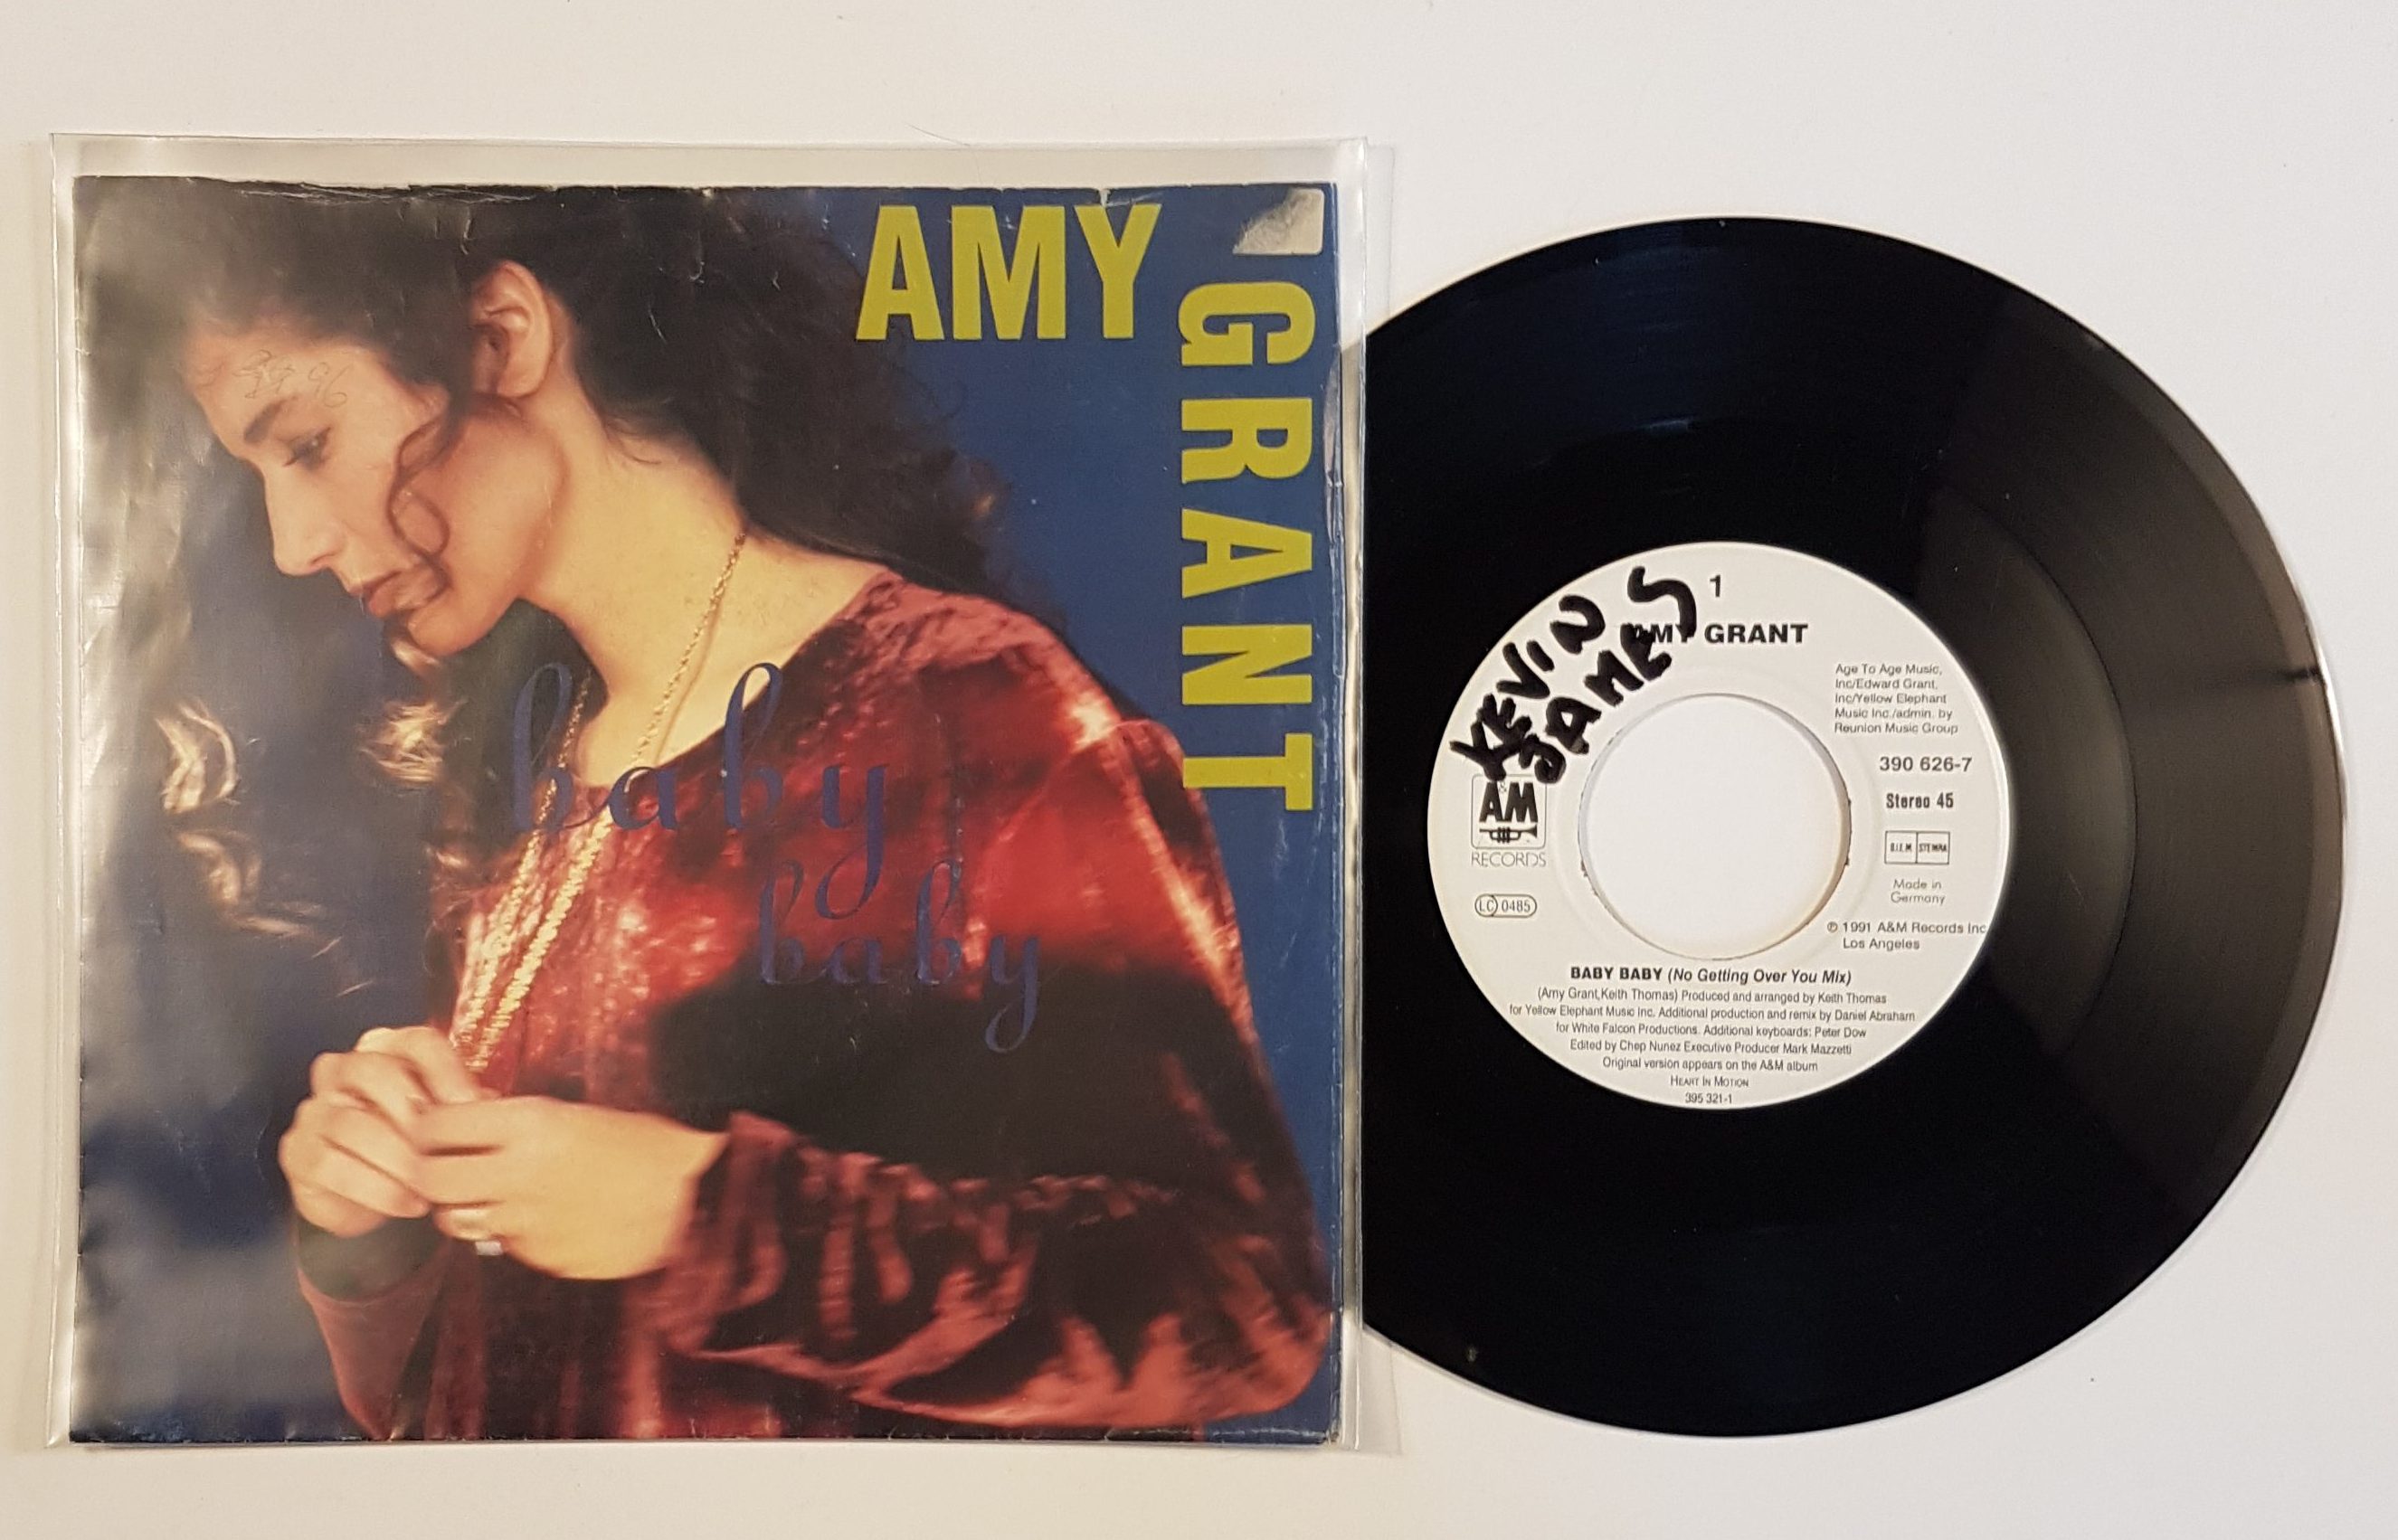 AMY
GRANT
baby
baby
KEVIN
JAMES
1
AMY GRANT
Age To Age Music,
Inc/Edward Grant,
Inc/Yellow Elephant
Music Inc./admin. by
Reunion Music Group
390 626-7
Stereo 45
B.I.E.M. STEMRA
Made in
Germany
A&M
RECORDS
LC 0485
℗ 1991 A&M Records Inc.
Los Angeles
BABY BABY (No Getting Over You Mix)
(Amy Grant, Keith Thomas) Produced and arranged by Keith Thomas
for Yellow Elephant Music Inc. Additional production and remix by Daniel Abraham
for White Falcon Productions. Additional keyboards: Peter Dow
Edited by Chep Nunez Executive Producer Mark Mazzetti
Original version appears on the A&M album
HEART IN MOTION
395 321-1